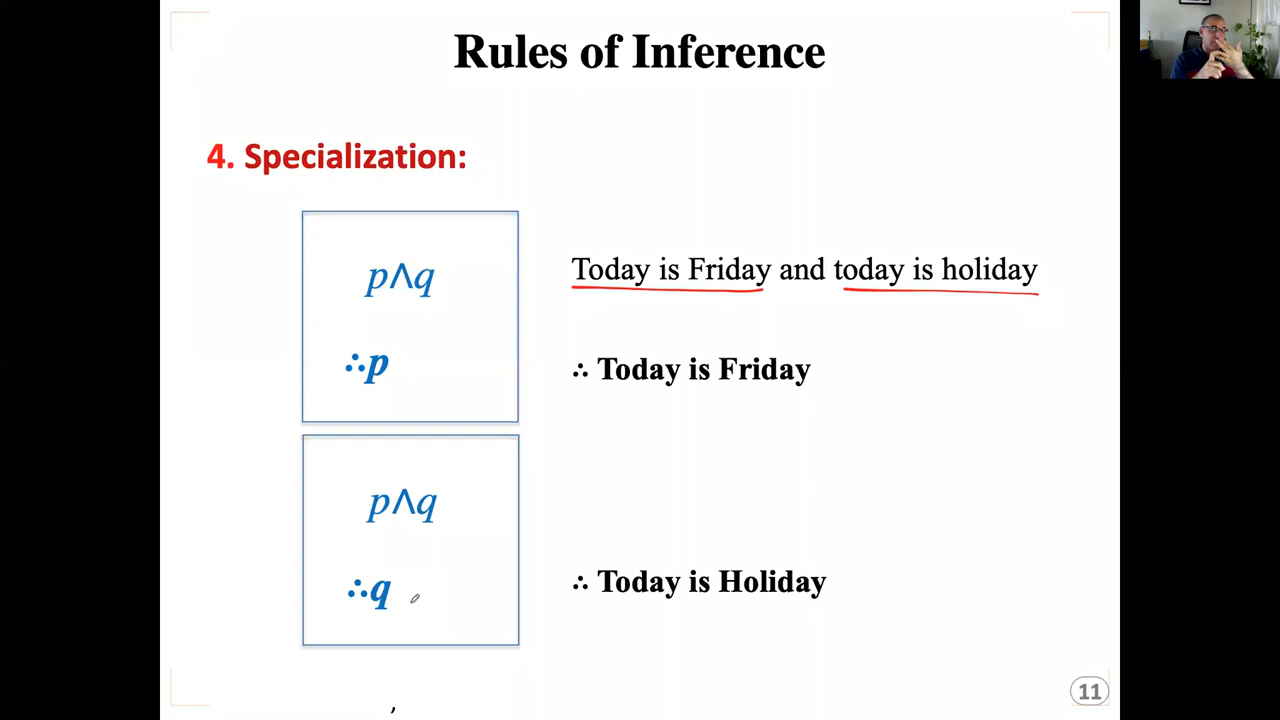 Rules of Inference
4. Specialization:
p∧q
Today is Friday and today is holiday
∴p
∴ Today is Friday
p∧q
∴q
∴ Today is Holiday
11